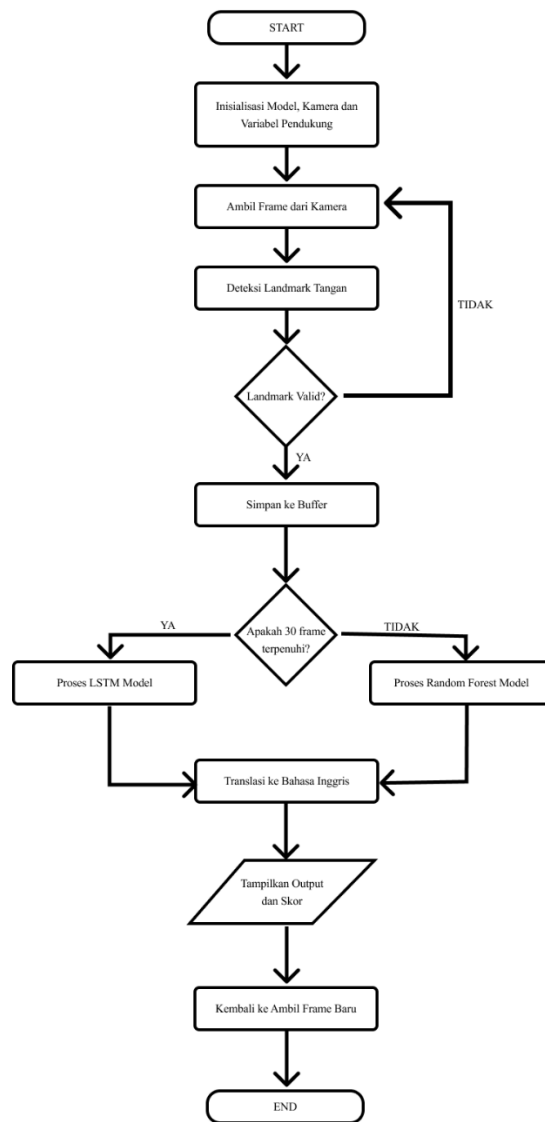 START
Inisialisasi Model, Kamera dan
Variabel Pendukung
Ambil Frame dari Kamera
Deteksi Landmark Tangan
TIDAK
Landmark Valid?
YA
Simpan ke Buffer
YA
Apakah 30 frame
terpenuhi?
TIDAK
Proses LSTM Model
Proses Random Forest Model
Translasi ke Bahasa Inggris
Tampilkan Output
dan Skor
Kembali ke Ambil Frame Baru
END